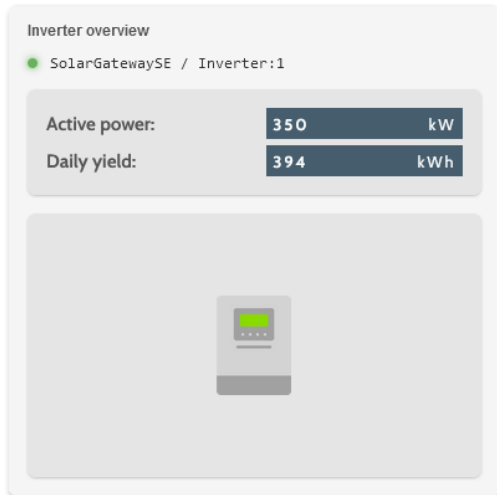 Inverter overview
SolarGatewaySE / Inverter:1
Active power: 350 kW
Daily yield: 394 kWh